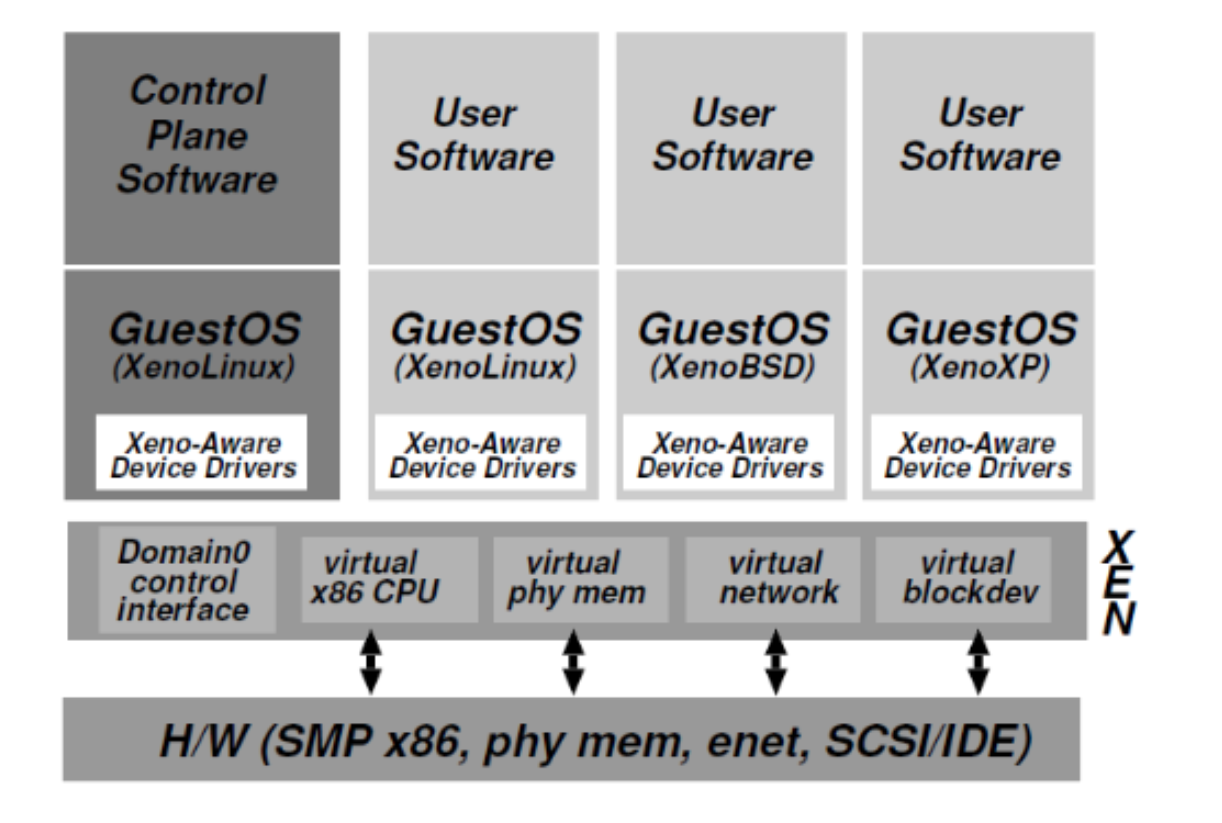 Control
Plane
Software
User
Software
User
Software
User
Software
GuestOS
(XenoLinux)
Xeno-Aware
Device Drivers
GuestOS
(XenoLinux)
Xeno-Aware
Device Drivers
GuestOS
(XenoBSD)
Xeno-Aware
Device Drivers
GuestOS
(XenoXP)
Xeno-Aware
Device Drivers
Domain0
control
interface
virtual
x86 CPU
virtual
phy mem
virtual
network
virtual
blockdev
X
E
N
H/W (SMP x86, phy mem, enet, SCSI/IDE)